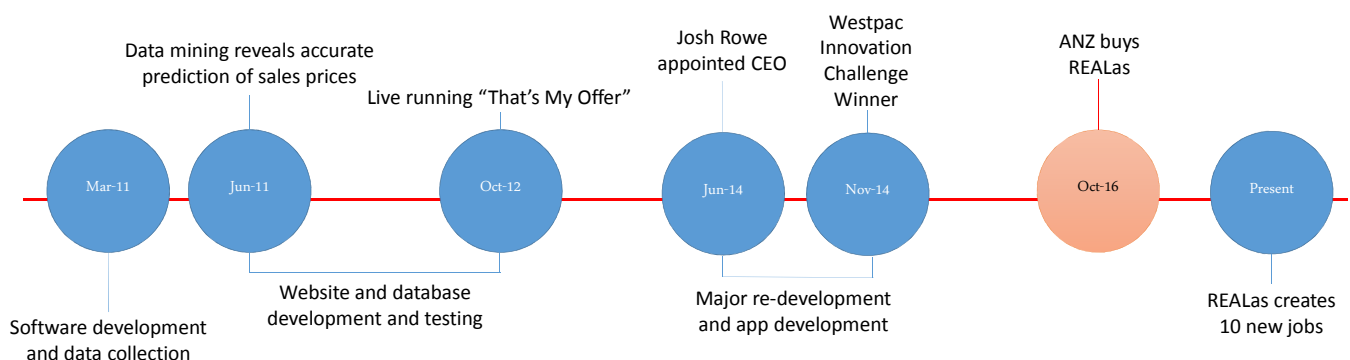 Data mining reveals accurate
prediction of sales prices
Live running “That’s My Offer”
Josh Rowe
appointed CEO
Westpac
Innovation
Challenge
Winner
ANZ buys
REALas
Mar-11
Jun-11
Oct-12
Jun-14
Nov-14
Oct-16
Present
Software development
and data collection
Website and database
development and testing
Major re-development
and app development
REALas creates
10 new jobs